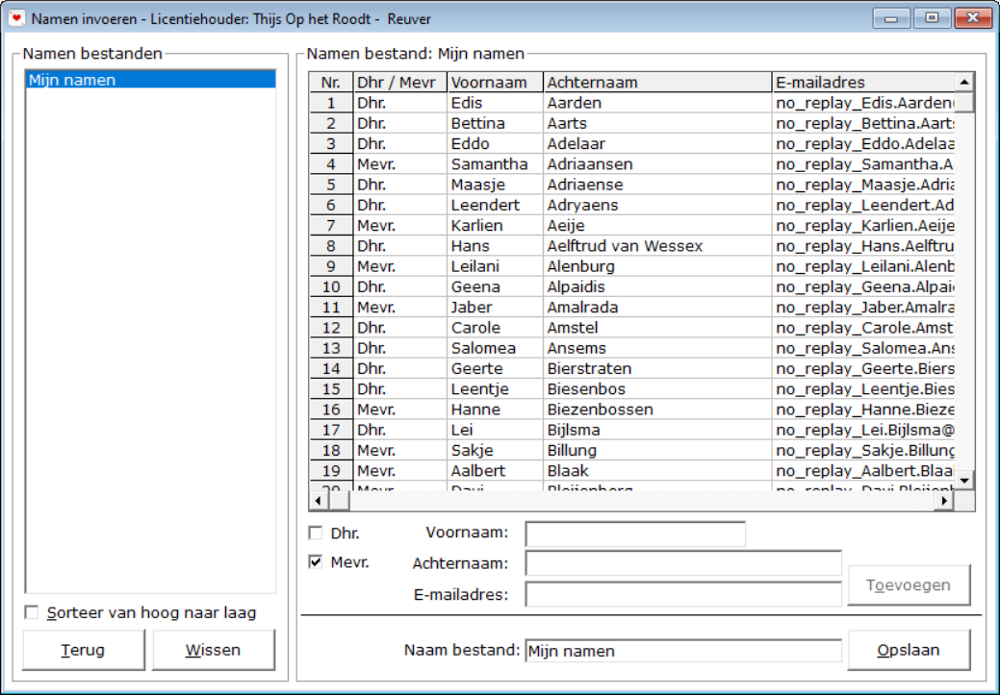 Namen invoeren - Licentiehouder: Thijs Op het Roodt - Reuver
Namen bestanden
Mijn namen
Sorteer van hoog naar laag
Terug Wissen
Namen bestand: Mijn namen
Nr. Dhr / Mevr Voornaam Achternaam E-mailadres
1 Dhr. Edis Aarden no_replay_Edis.Aarden
2 Dhr. Bettina Aarts no_replay_Bettina.Aarts
3 Dhr. Eddo Adelaar no_replay_Eddo.Adelaa
4 Mevr. Samantha Adriaansen no_replay_Samantha.A
5 Dhr. Maasje Adriaense no_replay_Maasje.Adria
6 Dhr. Leendert Adryaens no_replay_Leendert.Ad
7 Mevr. Karlien Aeije no_replay_Karlien.Aeije
8 Dhr. Hans Aelftrud van Wessex no_replay_Hans.Aelftru
9 Mevr. Leilani Alenburg no_replay_Leilani.Alenb
10 Dhr. Geena Alpaidis no_replay_Geena.Alpai
11 Mevr. Jaber Amalrada no_replay_Jaber.Amalra
12 Dhr. Carole Amstel no_replay_Carole.Amst
13 Dhr. Salomea Ansems no_replay_Salomea.Ans
14 Dhr. Geerte Bierstraten no_replay_Geerte.Biers
15 Dhr. Leentje Biesenbos no_replay_Leentje.Bies
16 Mevr. Hanne Biezenbossen no_replay_Hanne.Bieze
17 Dhr. Lei Bijlsma no_replay_Lei.Bijlsma@
18 Mevr. Sakje Billung no_replay_Sakje.Billung
19 Mevr. Aalbert Blaak no_replay_Aalbert.Blaa
Dhr. Voornaam:
Mevr. Achternaam:
E-mailadres:
Toevoegen
Naam bestand: Mijn namen Opslaan